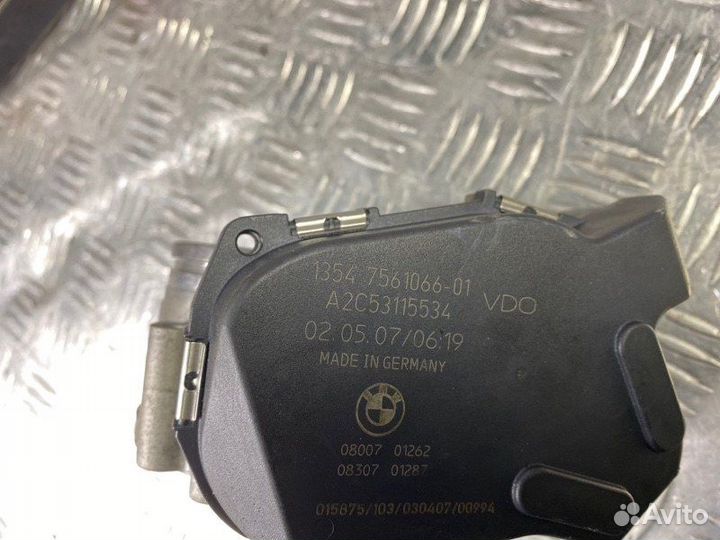 1354 7561066-01
A2C53115534 VDO
02.05.07/06:19
MADE IN GERMANY
BMW
08007 01262
08307 01287
015875/103/030407/00994
Avito